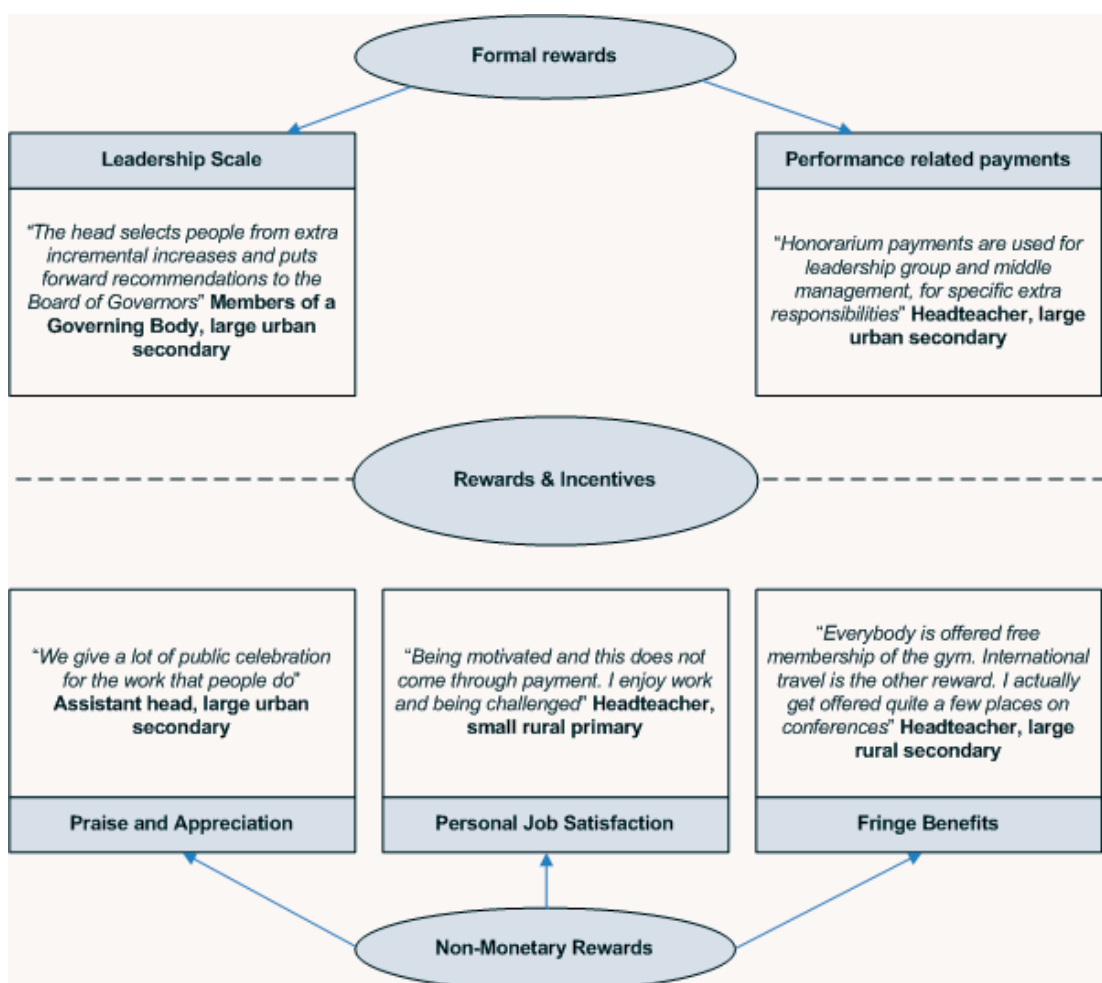 Formal rewards
Leadership Scale
“The head selects people from extra
incremental increases and puts
forward recommendations to the
Board of Governors” Members of a
Governing Body, large urban
secondary
Performance related payments
“Honorarium payments are used for
leadership group and middle
management, for specific extra
responsibilities” Headteacher, large
urban secondary
Rewards & Incentives
“We give a lot of public celebration
for the work that people do”
Assistant head, large urban
secondary
Praise and Appreciation
“Being motivated and this does not
come through payment. I enjoy work
and being challenged” Headteacher,
small rural primary
Personal Job Satisfaction
“Everybody is offered free
membership of the gym. International
travel is the other reward. I actually
get offered quite a few places on
conferences” Headteacher, large
rural secondary
Fringe Benefits
Non-Monetary Rewards